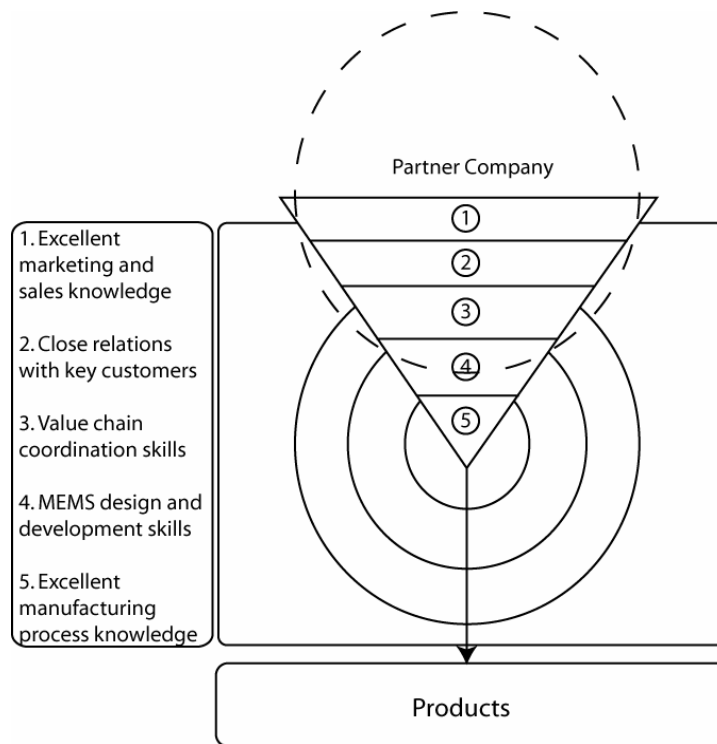 Partner Company
1
2
3
4
5
1. Excellent
marketing and
sales knowledge
2. Close relations
with key customers
3. Value chain
coordination skills
4. MEMS design and
development skills
5. Excellent
manufacturing
process knowledge
Products